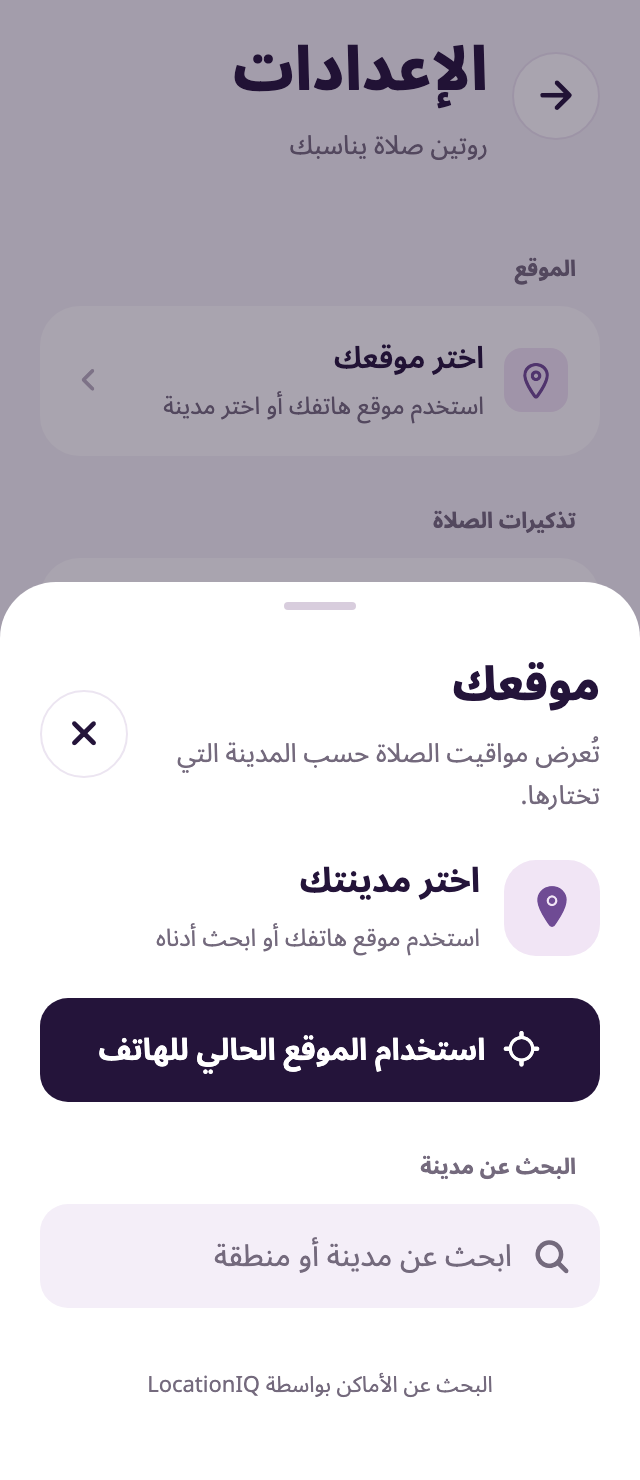 الإعدادات
روتين صلاة يناسبك
الموقع
اختر موقعك
استخدم موقع هاتفك أو اختر مدينة
تذكيرات الصلاة
موقعك
تُعرض مواقيت الصلاة حسب المدينة التي
تختارها.
اختر مدينتك
استخدم موقع هاتفك أو ابحث أدناه
استخدام الموقع الحالي للهاتف
البحث عن مدينة
ابحث عن مدينة أو منطقة
البحث عن الأماكن بواسطة LocationIQ